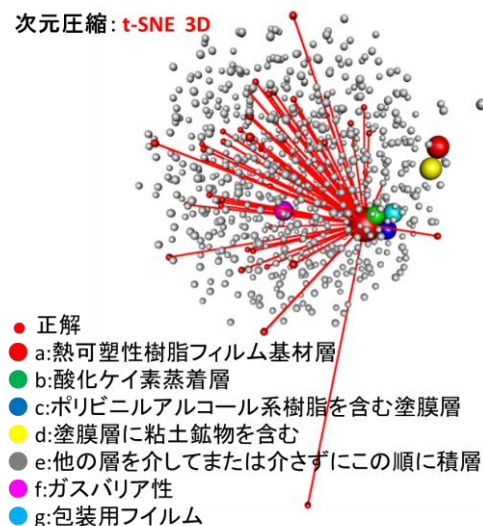 次元圧縮: t-SNE 3D
正解
a:熱可塑性樹脂フィルム基材層
b:酸化ケイ素蒸着層
c:ポリビニルアルコール系樹脂を含む塗膜層
d:塗膜層に粘土鉱物を含む
e:他の層を介してまたは介さずにこの順に積層
f:ガスバリア性
g:包装用フイルム